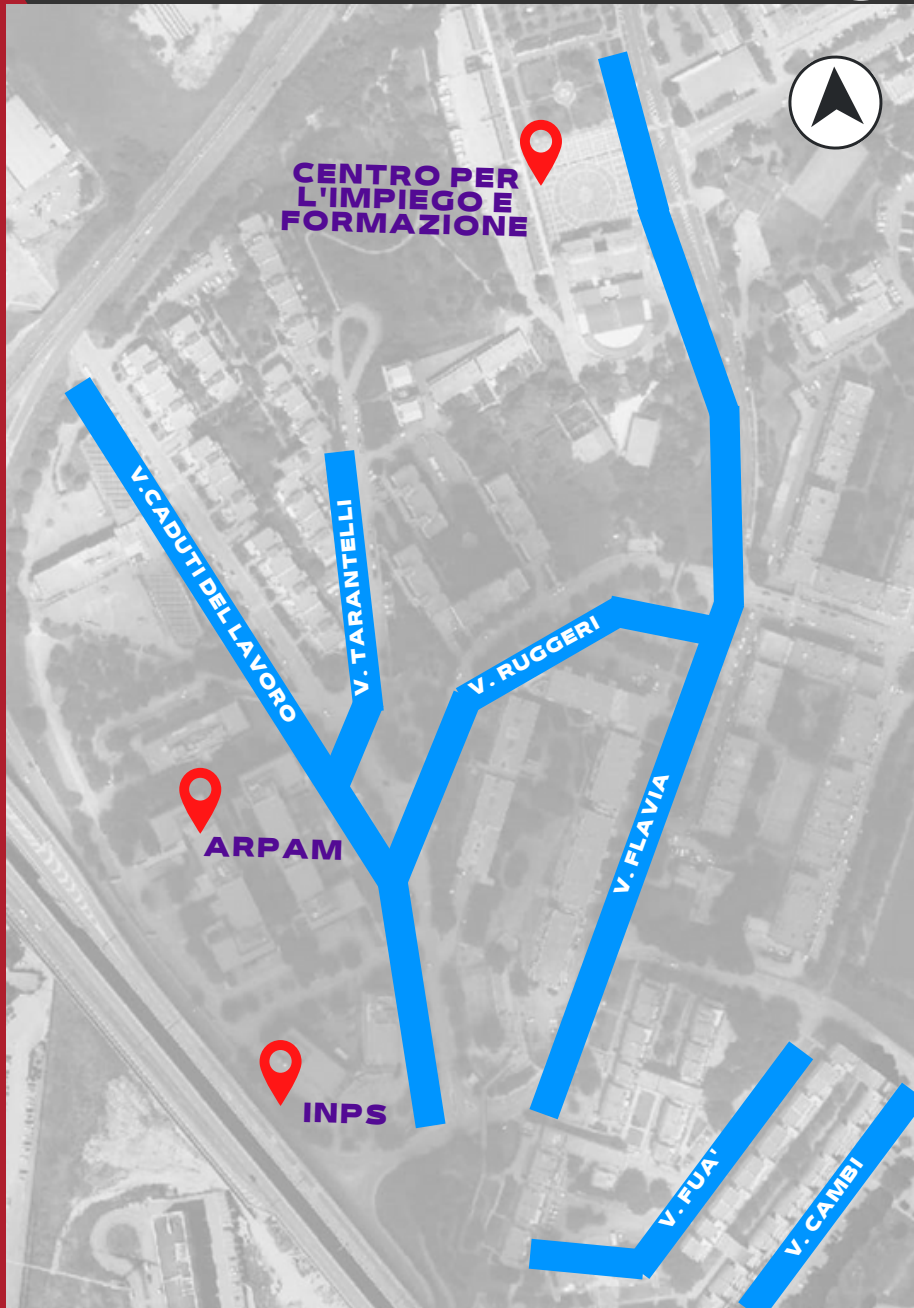 CENTRO PER
L'IMPIEGO E
FORMAZIONE
V.CADUTI DEL LAVORO
V. TARANTELLI
V. RUGGERI
V. FLAVIA
ARPAM
INPS
V. FUA'
V. CAMBI